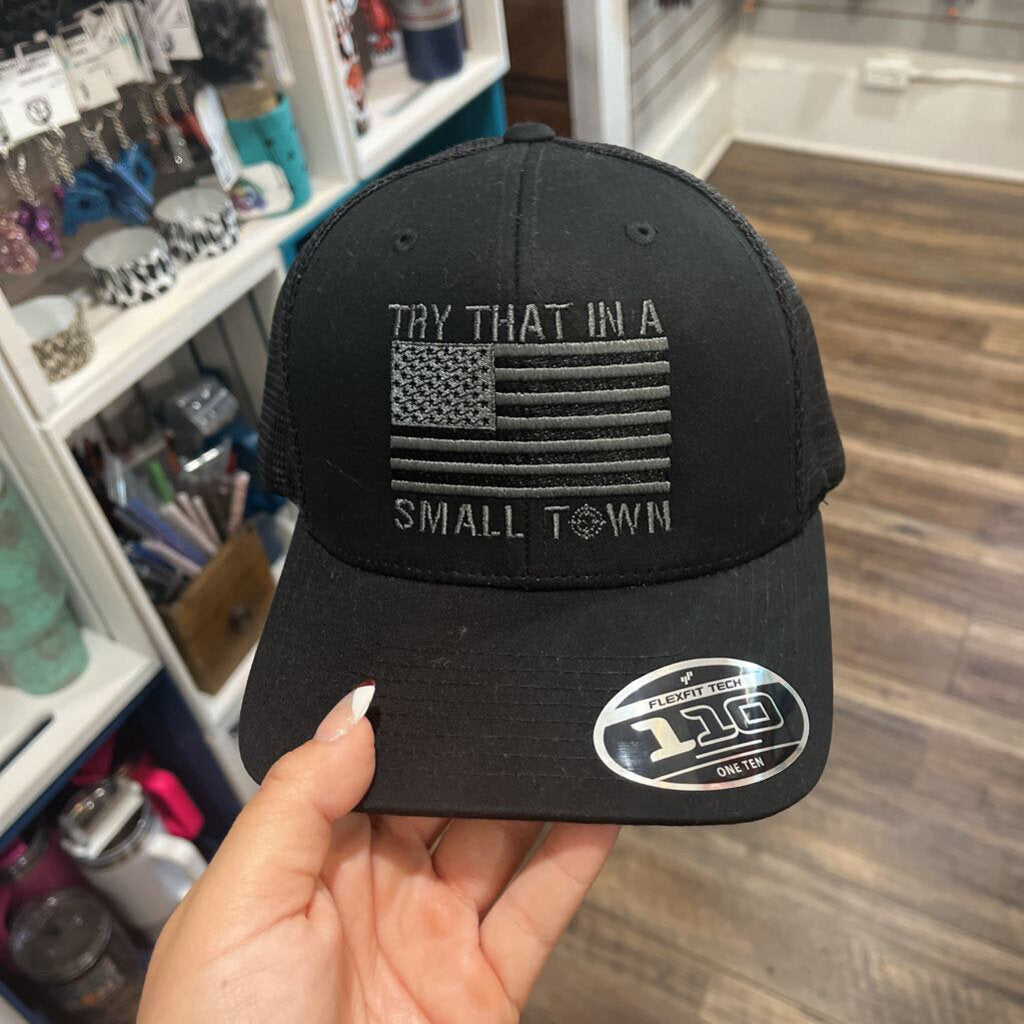 TRY THAT IN A
SMALL TOWN
FLEXFIT TECH
110
ONE TEN